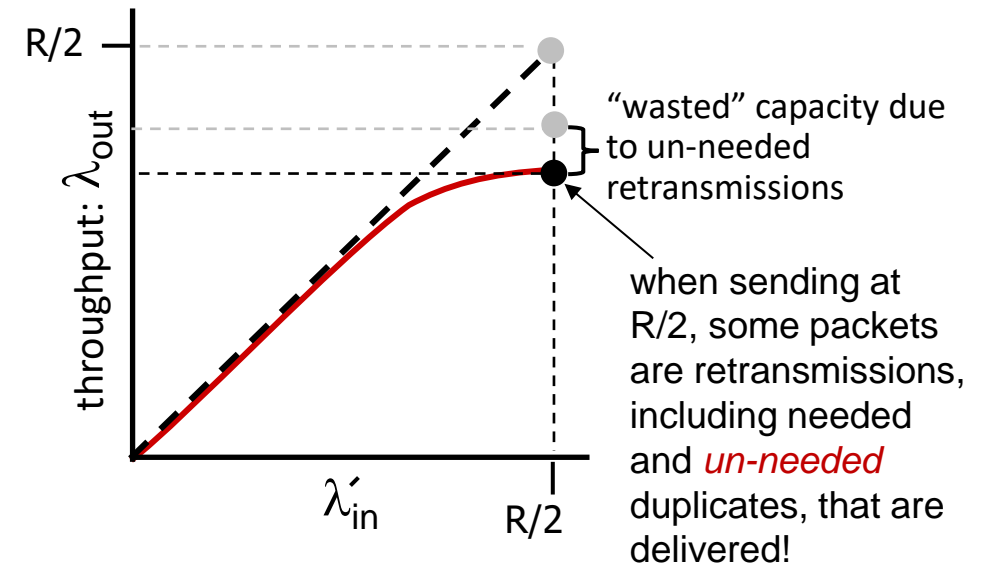 R/2
throughput: λout
“wasted” capacity due
to un-needed
retransmissions
when sending at
R/2, some packets
are retransmissions,
including needed
and un-needed
duplicates, that are
delivered!
λ′in
R/2